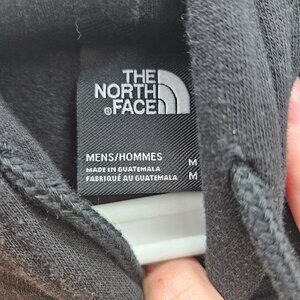 THE
NORTH
FACE
®
MENS/HOMMES M
MADE IN GUATEMALA
FABRIQUÉ AU GUATEMALA M